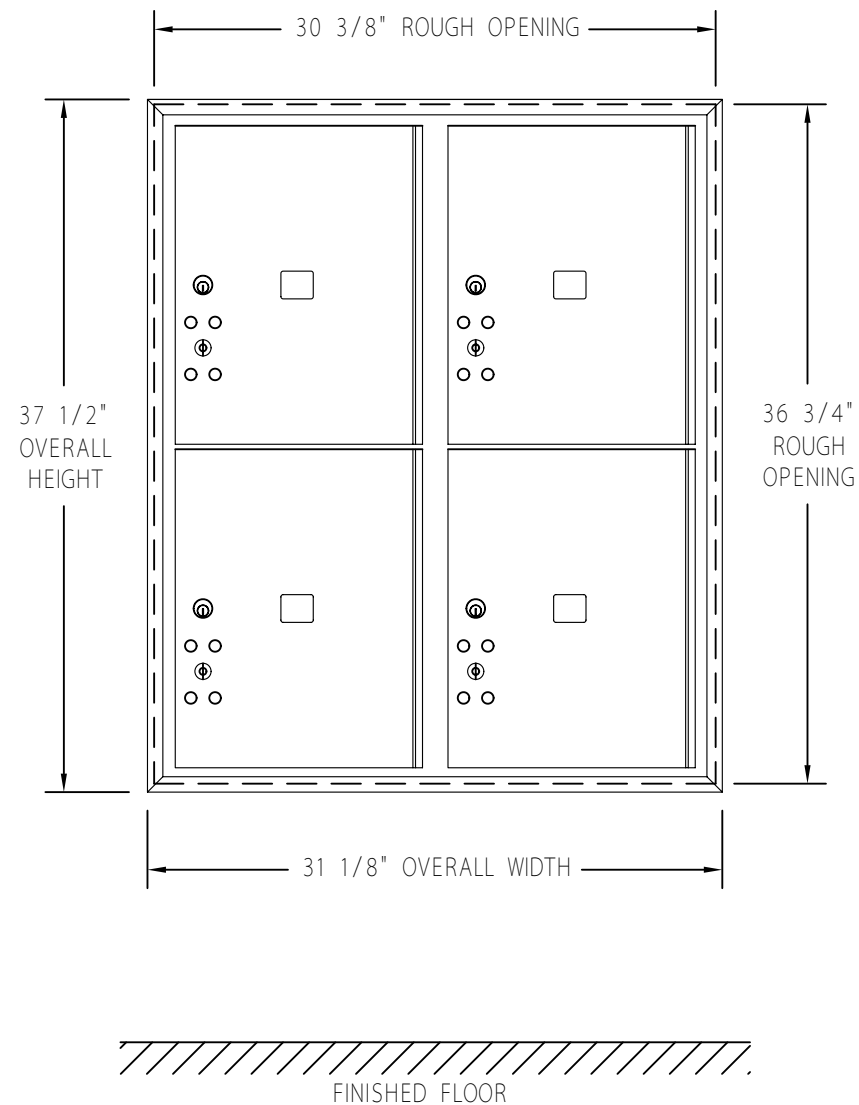 30 3/8" ROUGH OPENING
37 1/2"
OVERALL
HEIGHT
36 3/4"
ROUGH
OPENING
31 1/8" OVERALL WIDTH
FINISHED FLOOR